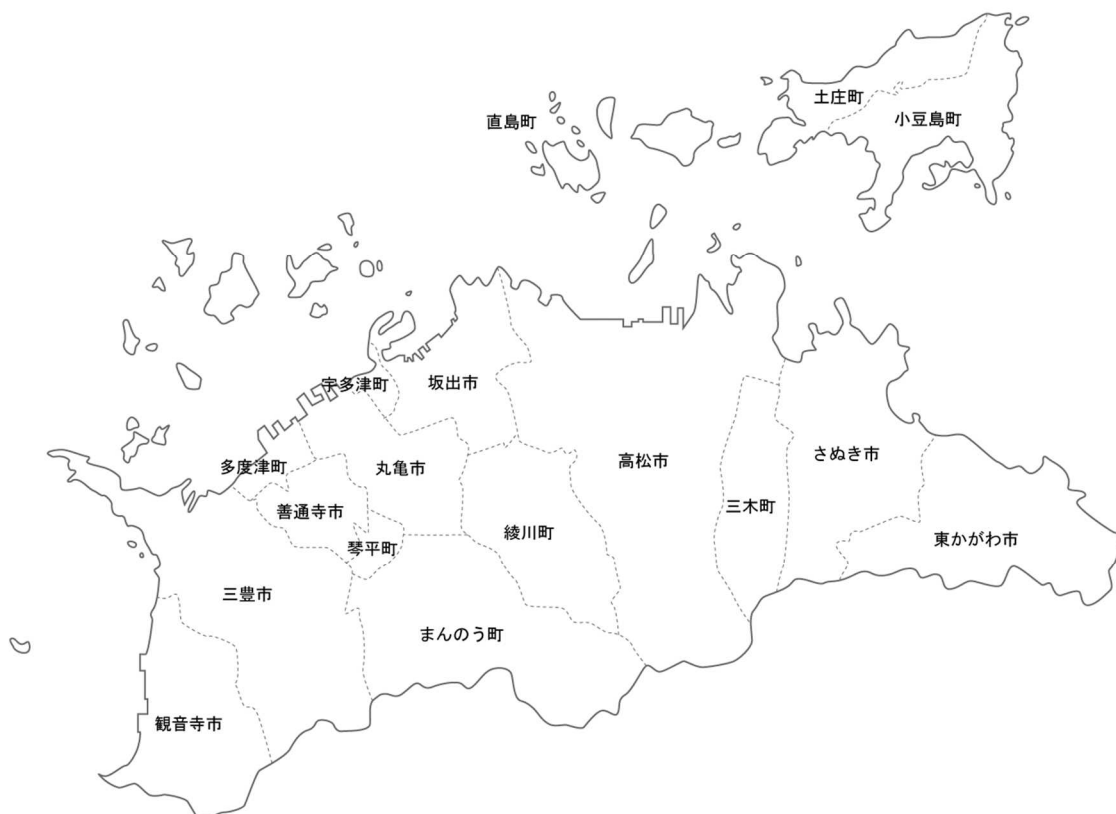 土庄町
直島町
小豆島町
宇多津町
坂出市
高松市
さぬき市
多度津町
丸亀市
善通寺市
三木町
綾川町
東かがわ市
琴平町
三豊市
まんのう町
観音寺市